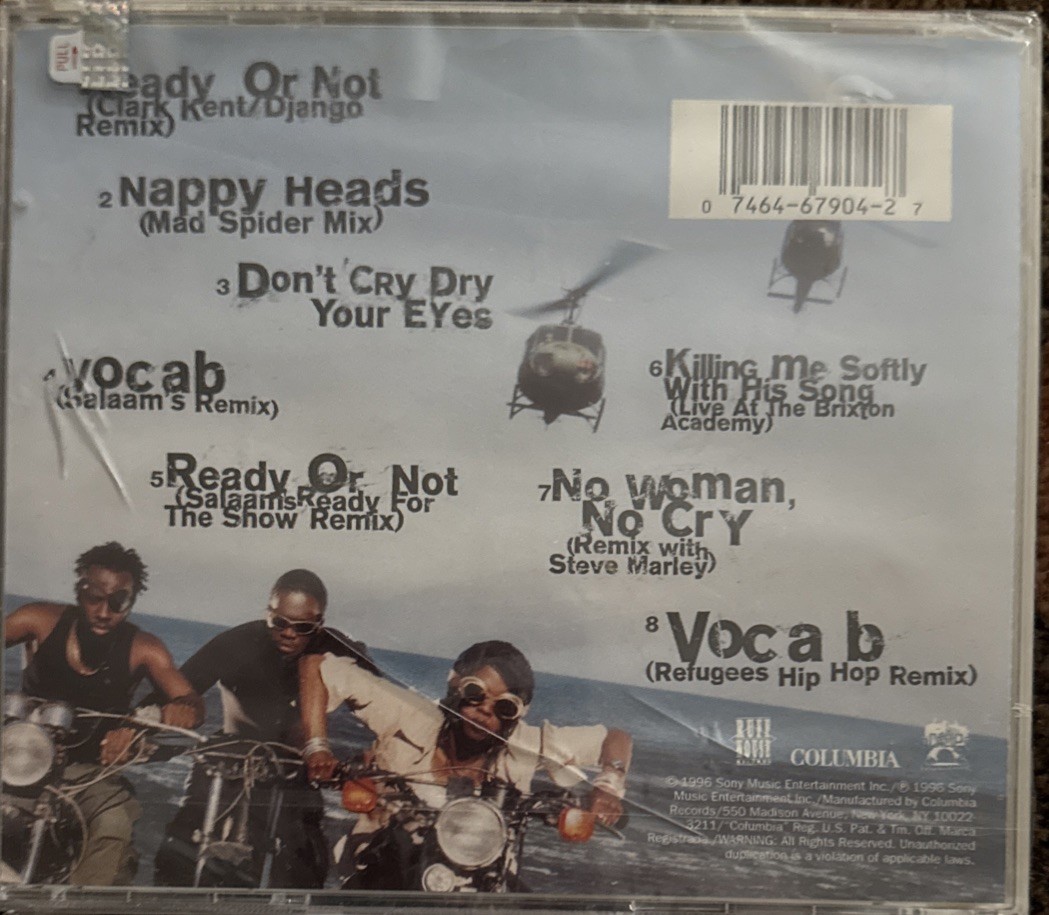 PULL
eady Or Not
(Clark Kent/Django
Remix)
2 Nappy Heads
(Mad Spider Mix)
3 Don't Cry Dry
Your EYes
Vocab
(Salaam's Remix)
5 Ready Or Not
(Salaam's Ready For
The Show Remix)
0 7464-67904-2 7
6 Killing me Softly
With His Song
(Live At The Brixton
Academy)
7 No woman,
No CrY
(Remix with
Steve Marley)
8 Vocab
(Refugees Hip Hop Remix)
RUFF
HOUSE
COLUMBIA
© 1996 Sony Music Entertainment Inc./℗ 1996 Sony
Music Entertainment Inc./Manufactured by Columbia
Records/550 Madison Avenue, New York, NY 10022-
3211/"Columbia" Reg. U.S. Pat. & Tm. Off. Marca
Registrada./WARNING: All Rights Reserved. Unauthorized
duplication is a violation of applicable laws.